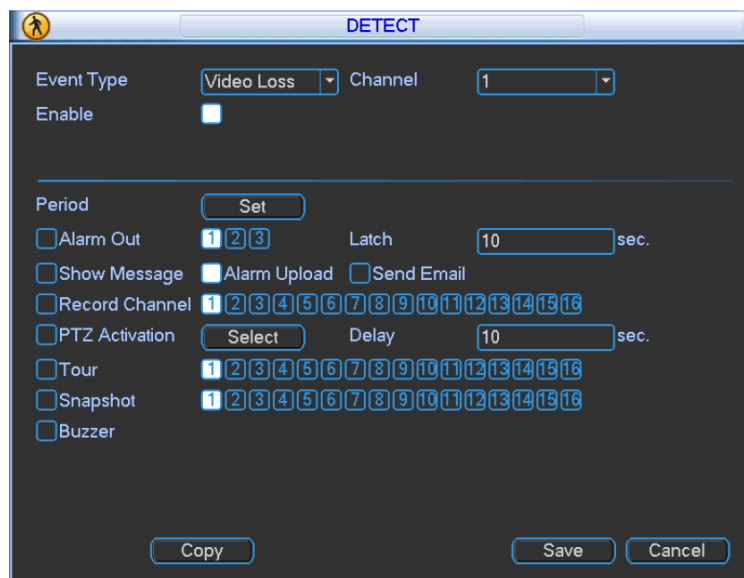 DETECT
Event Type Video Loss Channel 1
Enable
Period Set
Alarm Out 1 2 3 Latch 10 sec.
Show Message Alarm Upload Send Email
Record Channel 1 2 3 4 5 6 7 8 9 10 11 12 13 14 15 16
PTZ Activation Select Delay 10 sec.
Tour 1 2 3 4 5 6 7 8 9 10 11 12 13 14 15 16
Snapshot 1 2 3 4 5 6 7 8 9 10 11 12 13 14 15 16
Buzzer
Copy Save Cancel